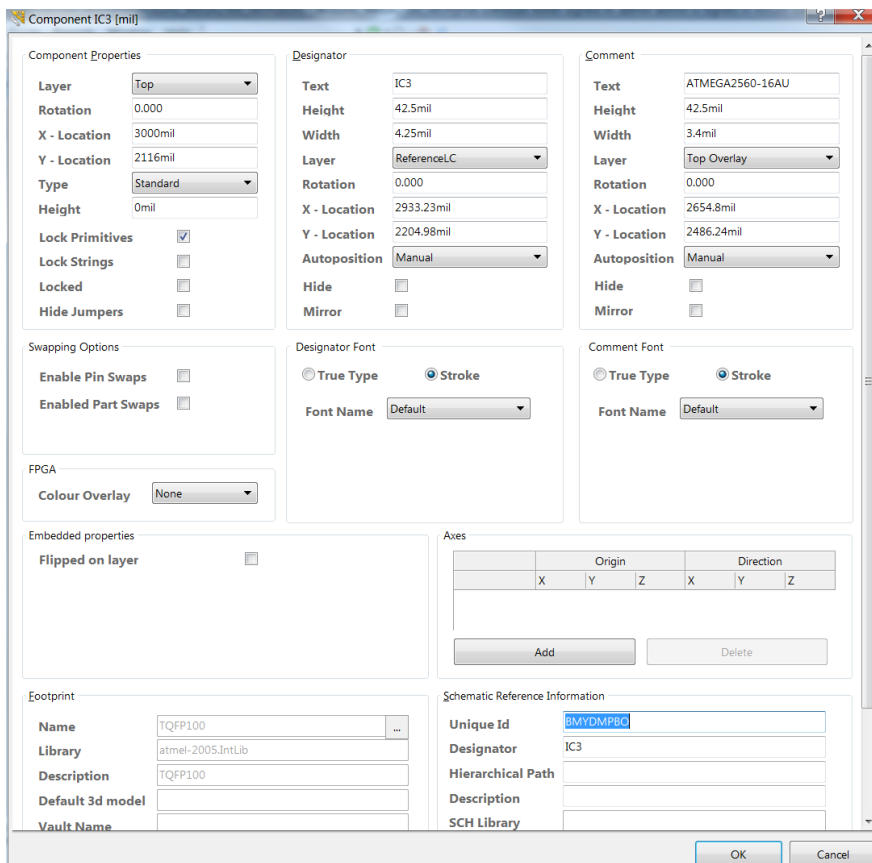 Component IC3 [mil]
Component Properties
Layer Top
Rotation 0.000
X - Location 3000mil
Y - Location 2116mil
Type Standard
Height 0mil
Lock Primitives
Lock Strings
Locked
Hide Jumpers
Designator
Text IC3
Height 42.5mil
Width 4.25mil
Layer ReferenceLC
Rotation 0.000
X - Location 2933.23mil
Y - Location 2204.98mil
Autoposition Manual
Hide
Mirror
Comment
Text ATMEGA2560-16AU
Height 42.5mil
Width 3.4mil
Layer Top Overlay
Rotation 0.000
X - Location 2654.8mil
Y - Location 2486.24mil
Autoposition Manual
Hide
Mirror
Swapping Options
Enable Pin Swaps
Enabled Part Swaps
Designator Font
True Type Stroke
Font Name Default
Comment Font
True Type Stroke
Font Name Default
FPGA
Colour Overlay None
Embedded properties
Flipped on layer
Axes
Origin Direction
X Y Z X Y Z
Add Delete
Footprint
Name TQFP100 ...
Library atmel-2005.IntLib
Description TQFP100
Default 3d model
Vault Name
Schematic Reference Information
Unique Id BMYDMPBO
Designator IC3
Hierarchical Path
Description
SCH Library
OK Cancel